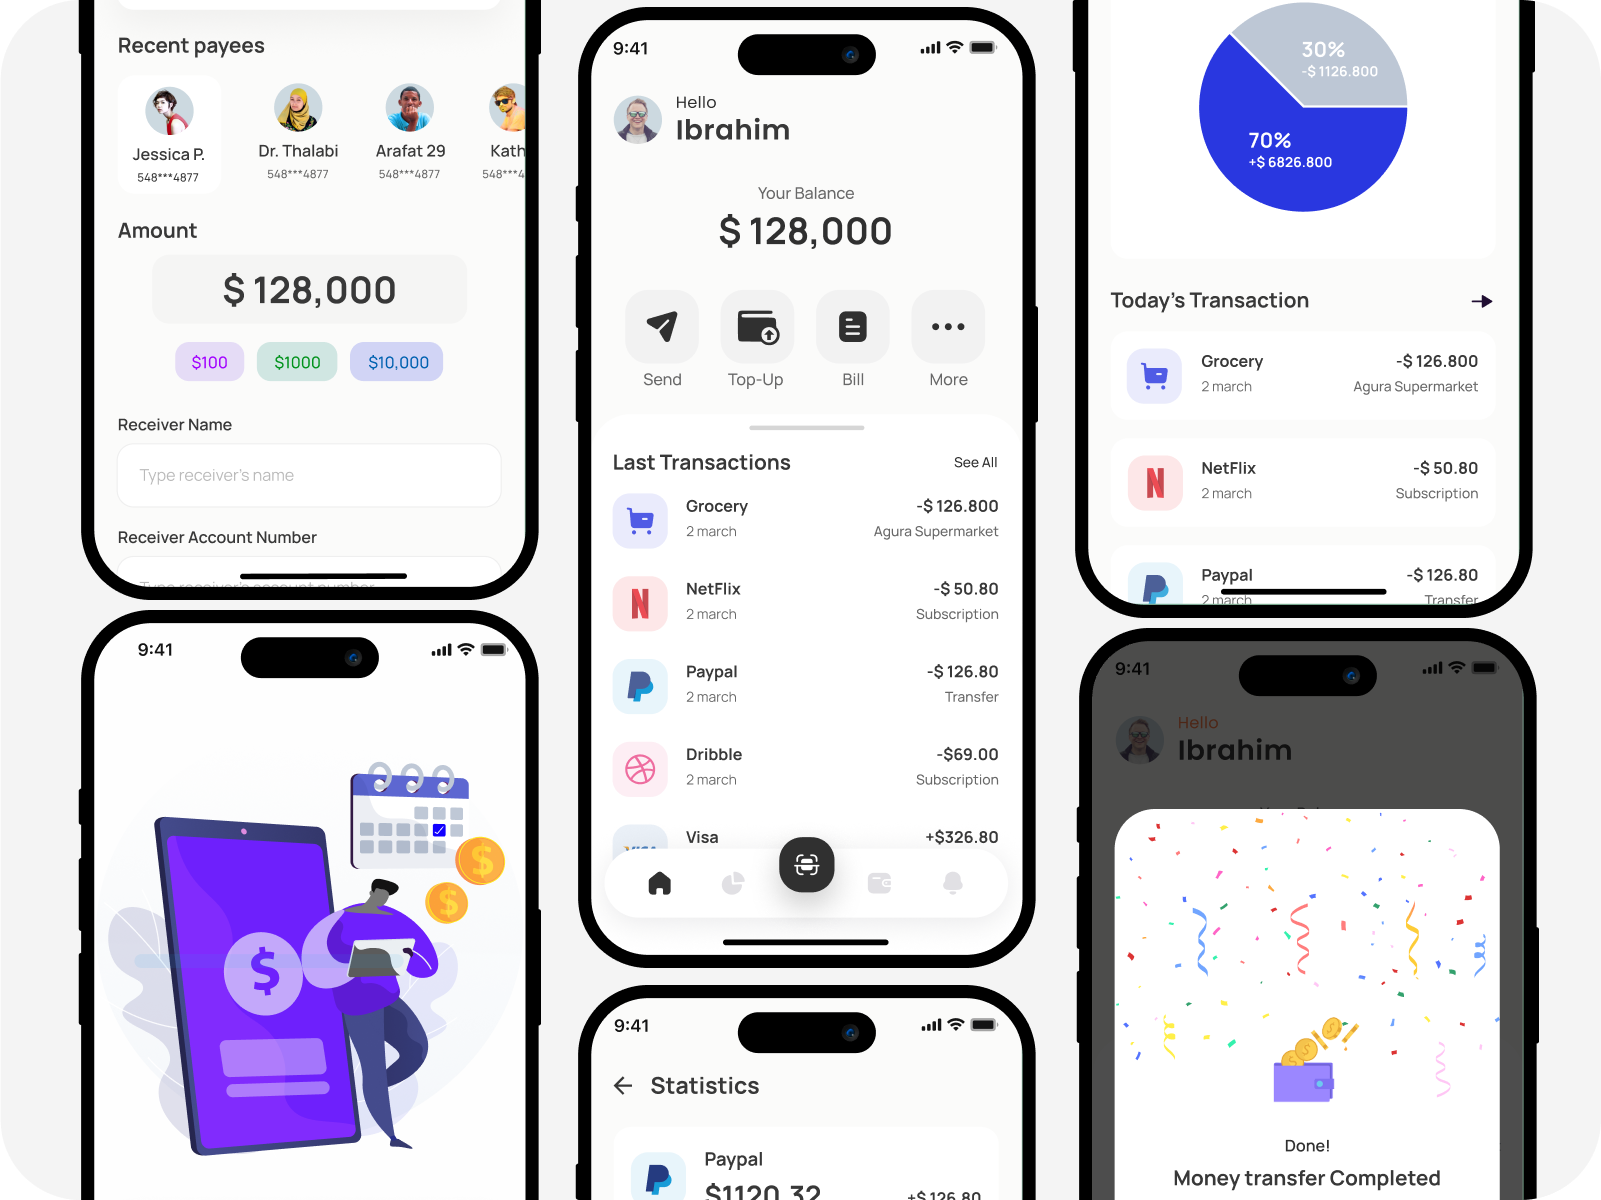 Recent payees
Jessica P.
548***4877
Dr. Thalabi
548***4877
Arafat 29
548***4877
Kath
548***4
Amount
$ 128,000
$100
$1000
$10,000
Receiver Name
Type receiver's name
Receiver Account Number
Type receiver's account number
9:41
$
$
$
9:41
Hello
Ibrahim
Your Balance
$ 128,000
Send
Top-Up
Bill
More
Last Transactions
See All
Grocery
-$ 126.800
2 march
Agura Supermarket
NetFlix
-$ 50.80
2 march
Subscription
Paypal
-$ 126.80
2 march
Transfer
Dribble
-$69.00
2 march
Subscription
Visa
+$326.80
VISA
9:41
Statistics
Paypal
$1120.32
+$ 126.80
30%
-$ 1126.800
70%
+$ 6826.800
Today's Transaction
Grocery
-$ 126.800
2 march
Agura Supermarket
NetFlix
-$ 50.80
2 march
Subscription
Paypal
-$ 126.80
2 march
Transfer
9:41
Hello
Ibrahim
Done!
Money transfer Completed